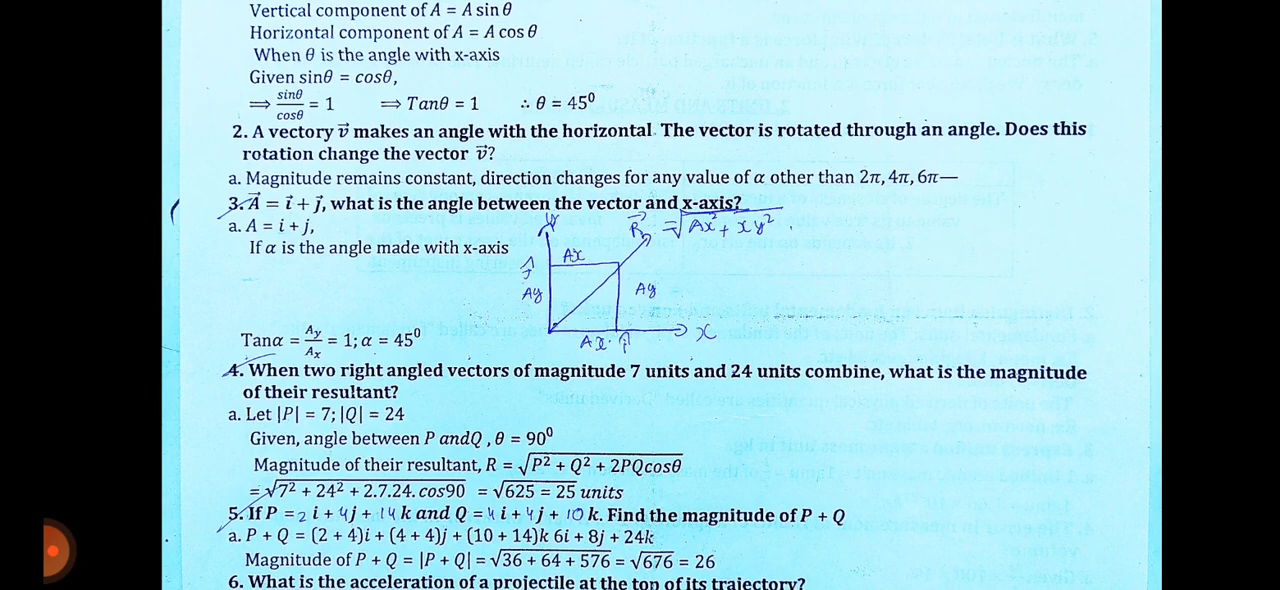 Vertical component of A = A sin θ
Horizontal component of A = A cos θ
When θ is the angle with x-axis
Given sinθ = cosθ,
⟹ sinθ/cosθ = 1 ⟹ Tanθ = 1 ∴ θ = 45⁰
2. A vectory v⃗ makes an angle with the horizontal. The vector is rotated through an angle. Does this
rotation change the vector v⃗?
a. Magnitude remains constant, direction changes for any value of α other than 2π, 4π, 6π—
3. A⃗ = i⃗ + j⃗, what is the angle between the vector and x-axis?
a. A = i + j,
R⃗ = √Ax² + xy²
If α is the angle made with x-axis
Ax
Ay
Ay
x
Ax
Tanα = Ay/Ax = 1; α = 45⁰
4. When two right angled vectors of magnitude 7 units and 24 units combine, what is the magnitude
of their resultant?
a. Let |P| = 7; |Q| = 24
Given, angle between P andQ , θ = 90⁰
Magnitude of their resultant, R = √P² + Q² + 2PQcosθ
= √7² + 24² + 2.7.24. cos90 = √625 = 25 units
5. If P = 2 i + 4j + 14 k and Q = 4 i + 4 j + 10 k. Find the magnitude of P + Q
a. P + Q = (2 + 4)i + (4 + 4)j + (10 + 14)k 6i + 8j + 24k
Magnitude of P + Q = |P + Q| = √36 + 64 + 576 = √676 = 26
6. What is the acceleration of a projectile at the top of its trajectory?